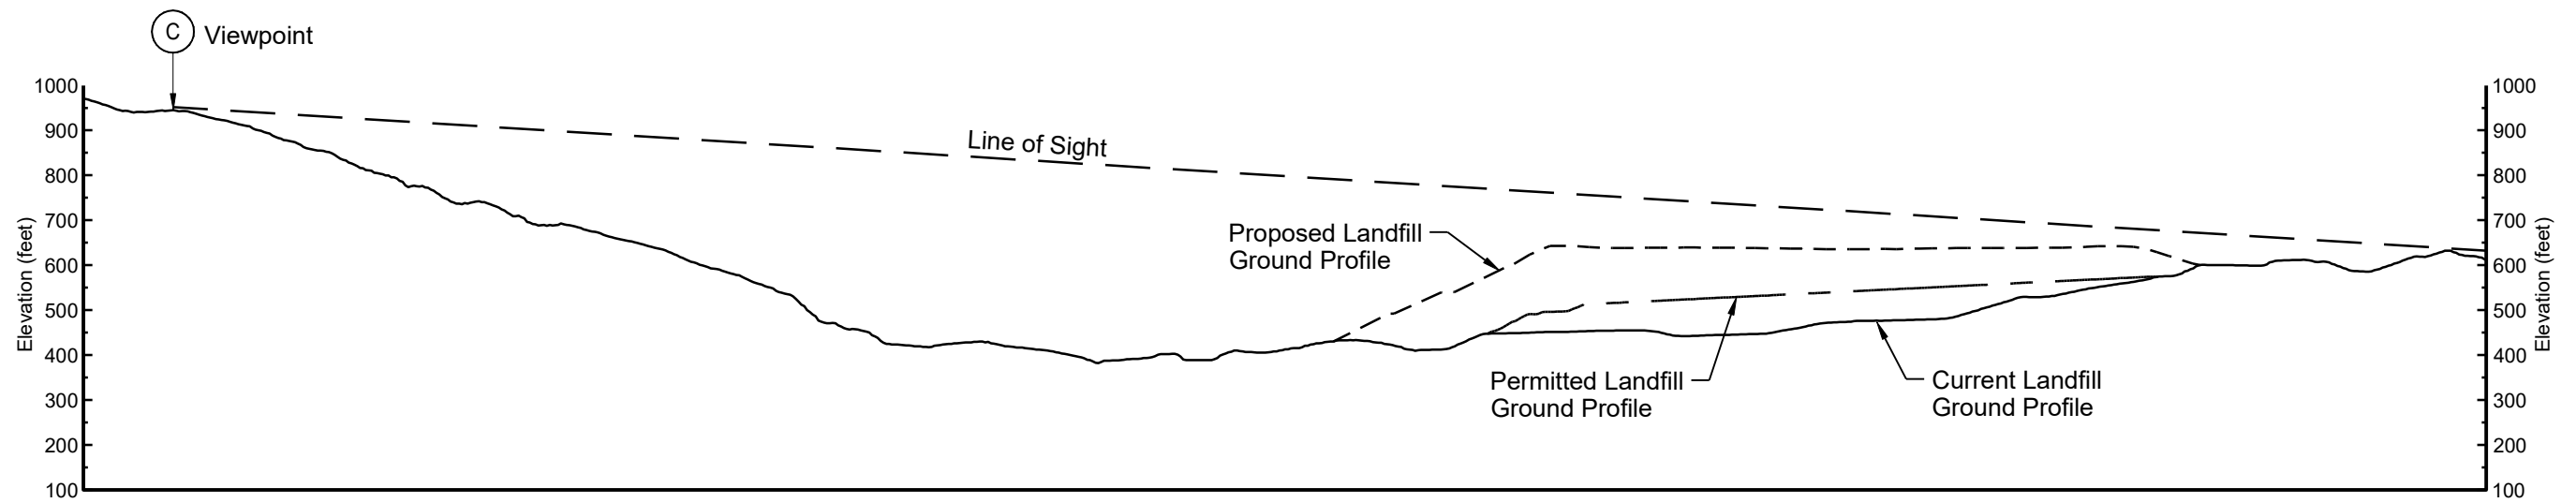 C Viewpoint
1000
900
800
700
600
500
400
300
200
100
Elevation (feet)
Line of Sight
Proposed Landfill
Ground Profile
Permitted Landfill
Ground Profile
Current Landfill
Ground Profile
1000
900
800
700
600
500
400
300
200
100
Elevation (feet)